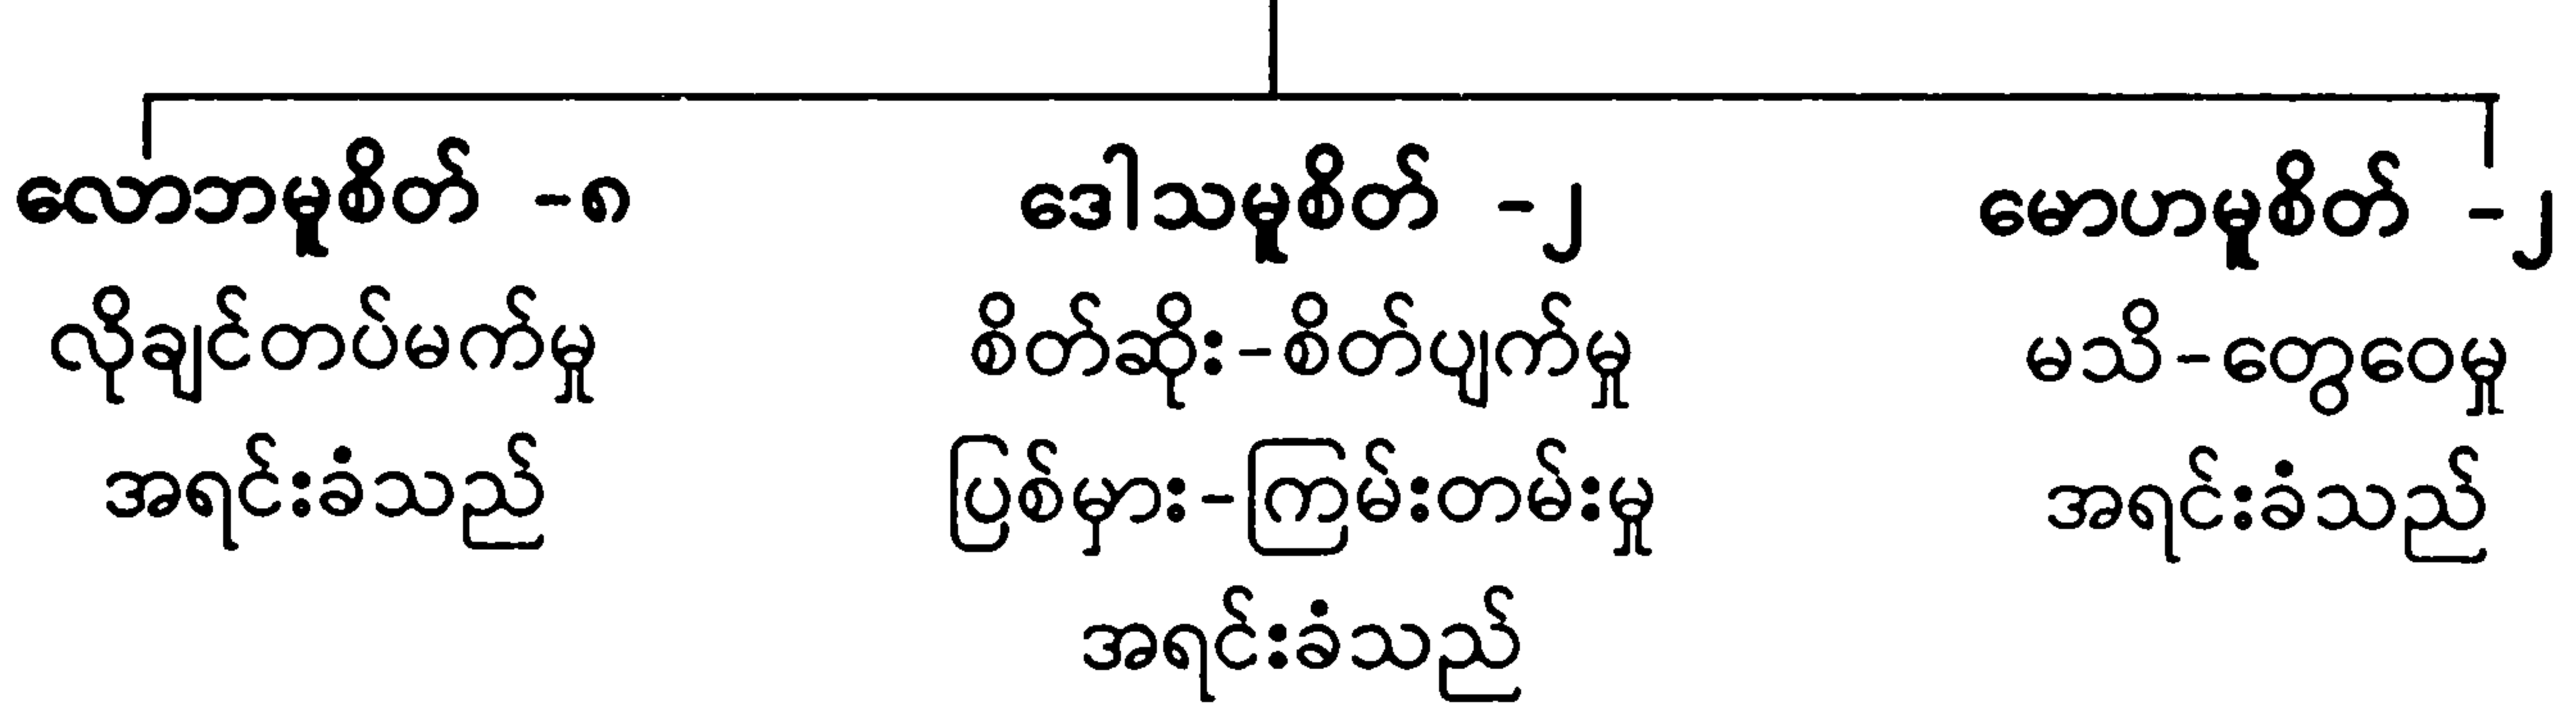 လောဘမူစိတ် -၈
လိုချင်တပ်မက်မှု
အရင်းခံသည်
ဒေါသမူစိတ် -၂
စိတ်ဆိုး-စိတ်ပျက်မှု
ပြစ်မှား-ကြမ်းတမ်းမှု
အရင်းခံသည်
မောဟမူစိတ် -၂
မသိ-တွေဝေမှု
အရင်းခံသည်